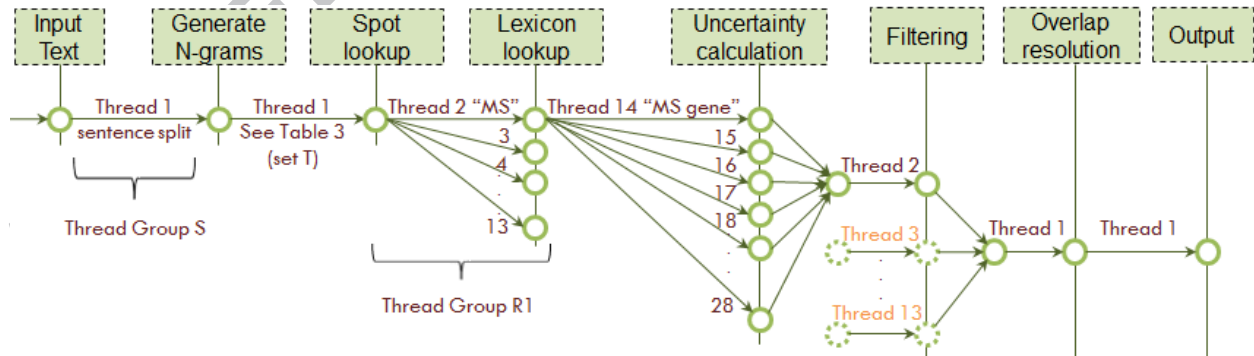 Input
Text
Generate
N-grams
Spot
lookup
Lexicon
lookup
Uncertainty
calculation
Filtering
Overlap
resolution
Output
Thread 1
sentence split
Thread 1
See Table 3
(set T)
Thread 2 “MS”
3
4
.
.
13
Thread 14 “MS gene”
15
16
17
18
.
.
28
Thread 2
Thread 3
.
.
.
Thread 13
Thread 1
Thread 1
Thread Group S
Thread Group R1